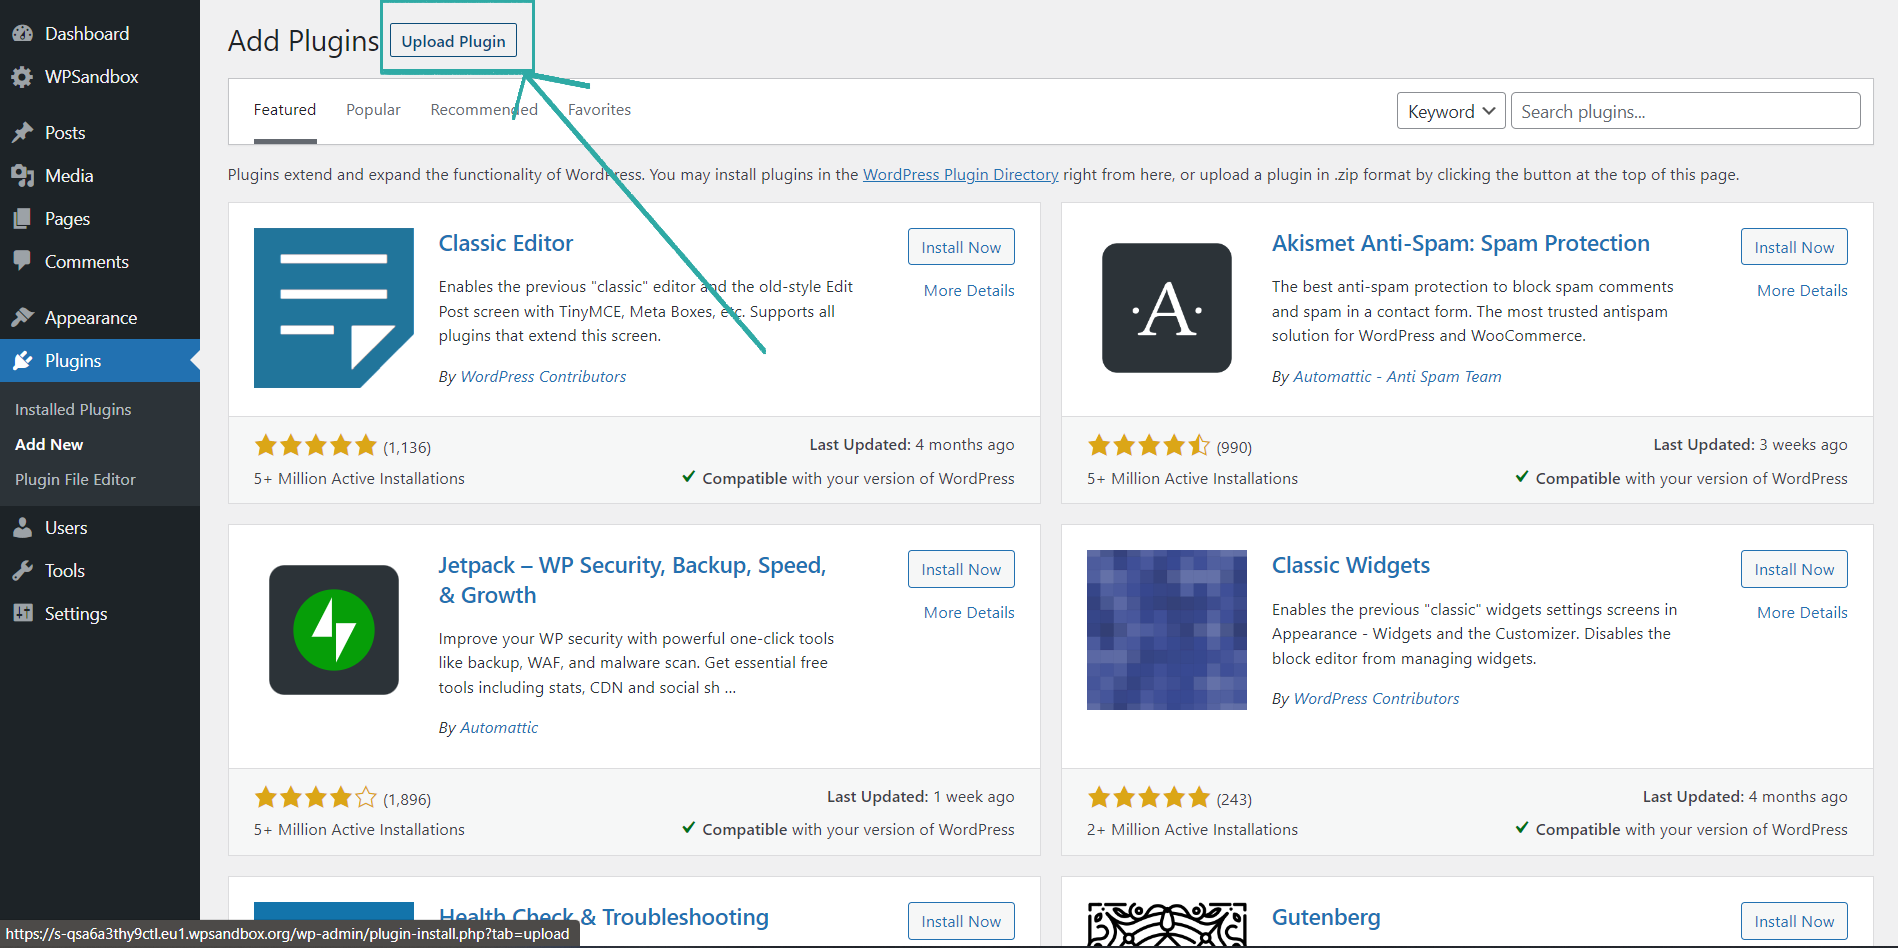 Dashboard
WPSandbox
Posts
Media
Pages
Comments
Appearance
Plugins
Installed Plugins
Add New
Plugin File Editor
Users
Tools
Settings
Add Plugins
Upload Plugin
Featured
Popular
Recommended
Favorites
Keyword
Search plugins...
Plugins extend and expand the functionality of WordPress. You may install plugins in the WordPress Plugin Directory right from here, or upload a plugin in .zip format by clicking the button at the top of this page.
Classic Editor
Install Now
More Details
Enables the previous "classic" editor and the old-style Edit
Post screen with TinyMCE, Meta Boxes, etc. Supports all
plugins that extend this screen.
By WordPress Contributors
(1,136)
Last Updated: 4 months ago
5+ Million Active Installations
Compatible with your version of WordPress
·A·
Akismet Anti-Spam: Spam Protection
Install Now
More Details
The best anti-spam protection to block spam comments
and spam in a contact form. The most trusted antispam
solution for WordPress and WooCommerce.
By Automattic - Anti Spam Team
(990)
Last Updated: 3 weeks ago
5+ Million Active Installations
Compatible with your version of WordPress
Jetpack – WP Security, Backup, Speed,
& Growth
Install Now
More Details
Improve your WP security with powerful one-click tools
like backup, WAF, and malware scan. Get essential free
tools including stats, CDN and social sh ...
By Automattic
(1,896)
Last Updated: 1 week ago
5+ Million Active Installations
Compatible with your version of WordPress
Classic Widgets
Install Now
More Details
Enables the previous "classic" widgets settings screens in
Appearance - Widgets and the Customizer. Disables the
block editor from managing widgets.
By WordPress Contributors
(243)
Last Updated: 4 months ago
2+ Million Active Installations
Compatible with your version of WordPress
Health Check & Troubleshooting
Install Now
Gutenberg
Install Now
https://s-qsa6a3thy9ctl.eu1.wpsandbox.org/wp-admin/plugin-install.php?tab=upload